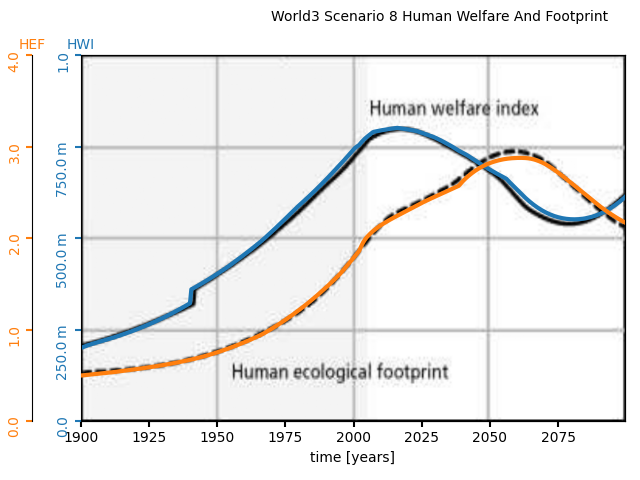 World3 Scenario 8 Human Welfare And Footprint
HEF HWI
4.0
3.0
2.0
1.0
0.0
1.0
750.0 m
500.0 m
250.0 m
0.0
Human welfare index
Human ecological footprint
1900 1925 1950 1975 2000 2025 2050 2075
time [years]